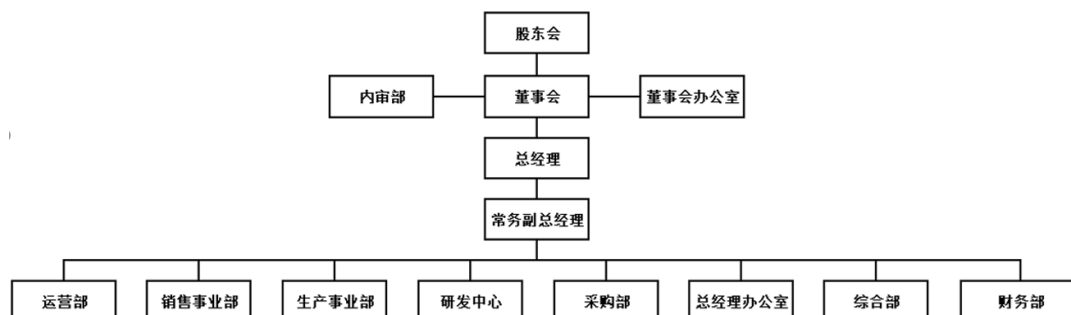 股东会
内审部
董事会
董事会办公室
总经理
常务副总经理
运营部
销售事业部
生产事业部
研发中心
采购部
总经理办公室
综合部
财务部